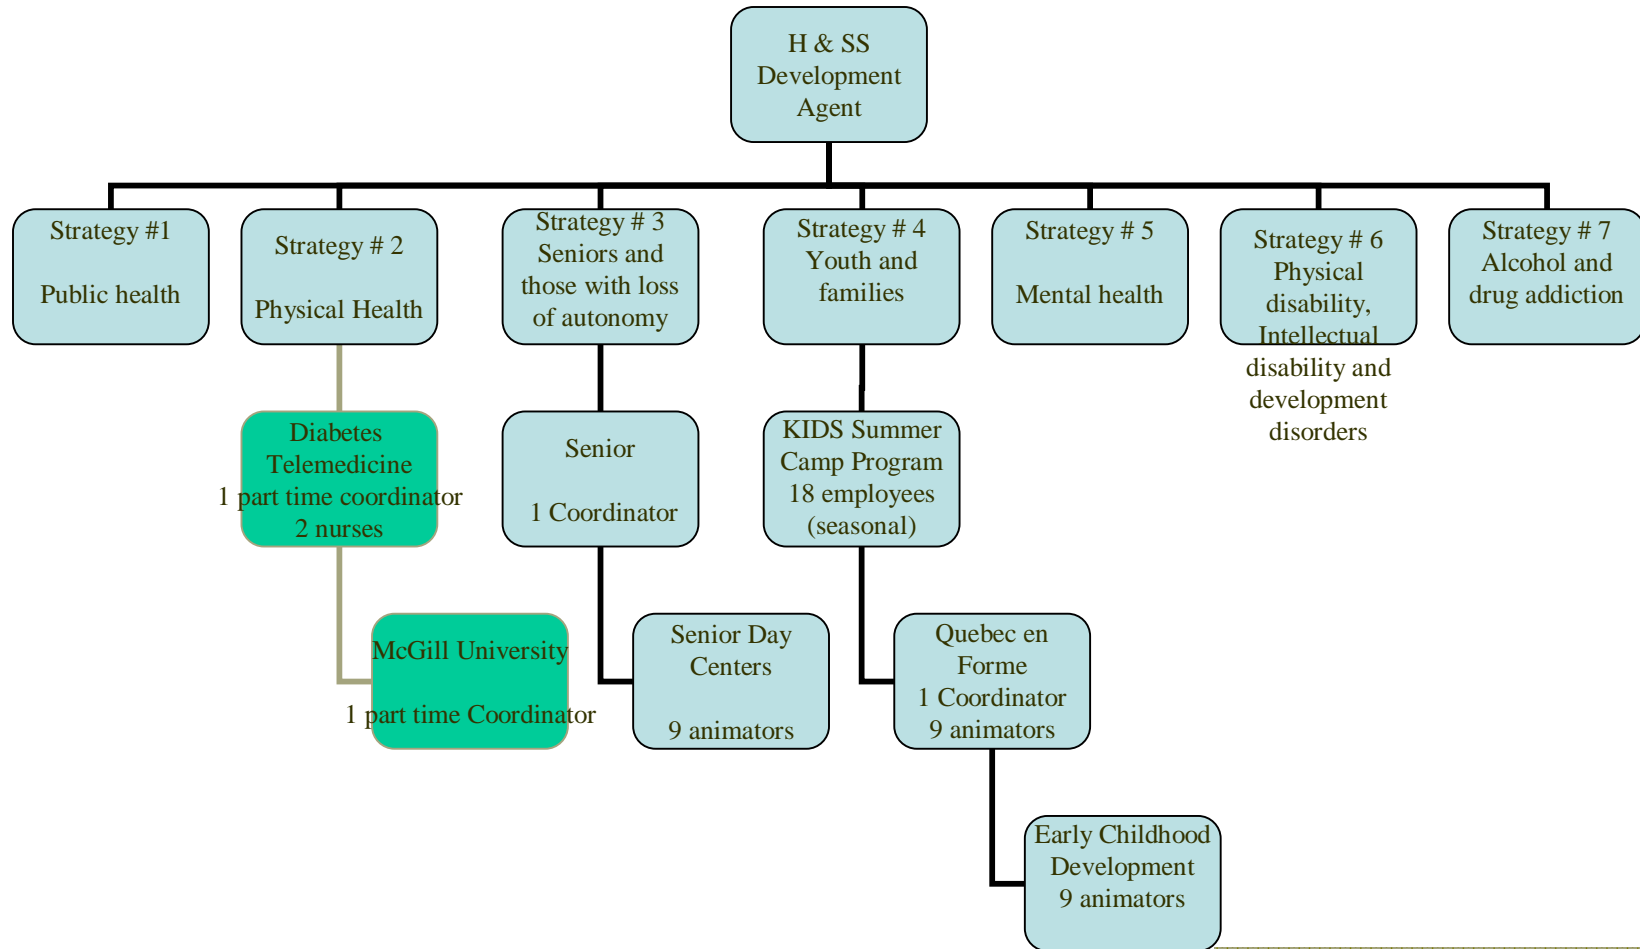 H & SS
Development
Agent
Strategy #1
Public health
Strategy # 2
Physical Health
Strategy # 3
Seniors and
those with loss
of autonomy
Strategy # 4
Youth and
families
Strategy # 5
Mental health
Strategy # 6
Physical
disability,
Intellectual
disability and
development
disorders
Strategy # 7
Alcohol and
drug addiction
Diabetes
Telemedicine
1 part time coordinator
2 nurses
Senior
1 Coordinator
KIDS Summer
Camp Program
18 employees
(seasonal)
McGill University
1 part time Coordinator
Senior Day
Centers
9 animators
Quebec en
Forme
1 Coordinator
9 animators
Early Childhood
Development
9 animators